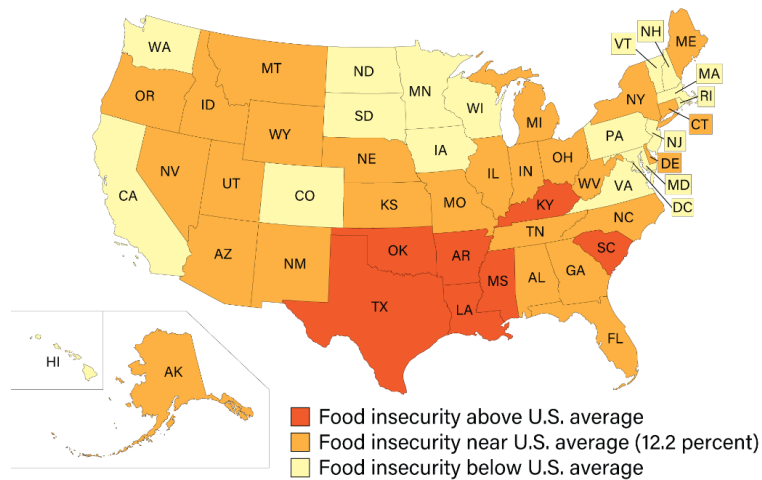 WA
MT
ND
MN
OR
ID
WY
SD
WI
MI
NY
VT
NH
ME
MA
RI
CT
NJ
PA
DE
MD
DC
NV
UT
CO
NE
IA
IL
IN
OH
WV
VA
CA
AZ
NM
KS
MO
KY
TN
NC
SC
OK
AR
TX
LA
MS
AL
GA
FL
HI
AK
Food insecurity above U.S. average
Food insecurity near U.S. average (12.2 percent)
Food insecurity below U.S. average